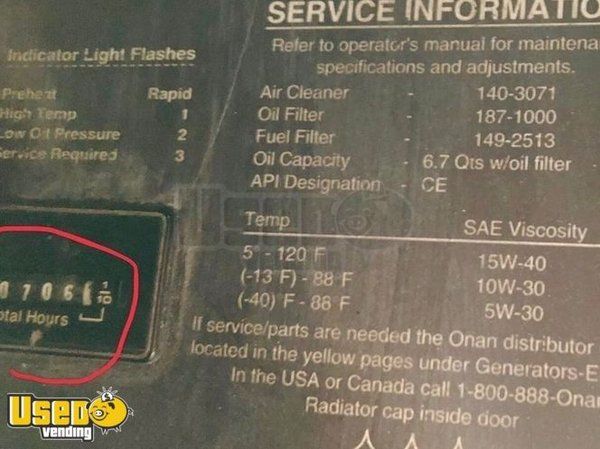 SERVICE INFORMATIO
Refer to operator's manual for maintena
specifications and adjustments.
Air Cleaner - 140-3071
Oil Filter - 187-1000
Fuel Filter - 149-2513
Oil Capacity - 6.7 Qts w/oil filter
API Designation - CE
Temp SAE Viscosity
5 - 120 F 15W-40
(-13 F) - 88 F 10W-30
(-40) F - 88 F 5W-30
If service/parts are needed the Onan distributor
located in the yellow pages under Generators-E
In the USA or Canada call 1-800-888-Onan
Radiator cap inside door
Indicator Light Flashes
Preheat Rapid
High Temp 1
Low Oil Pressure 2
Service Required 3
0706 1/10
otal Hours
Used
vending